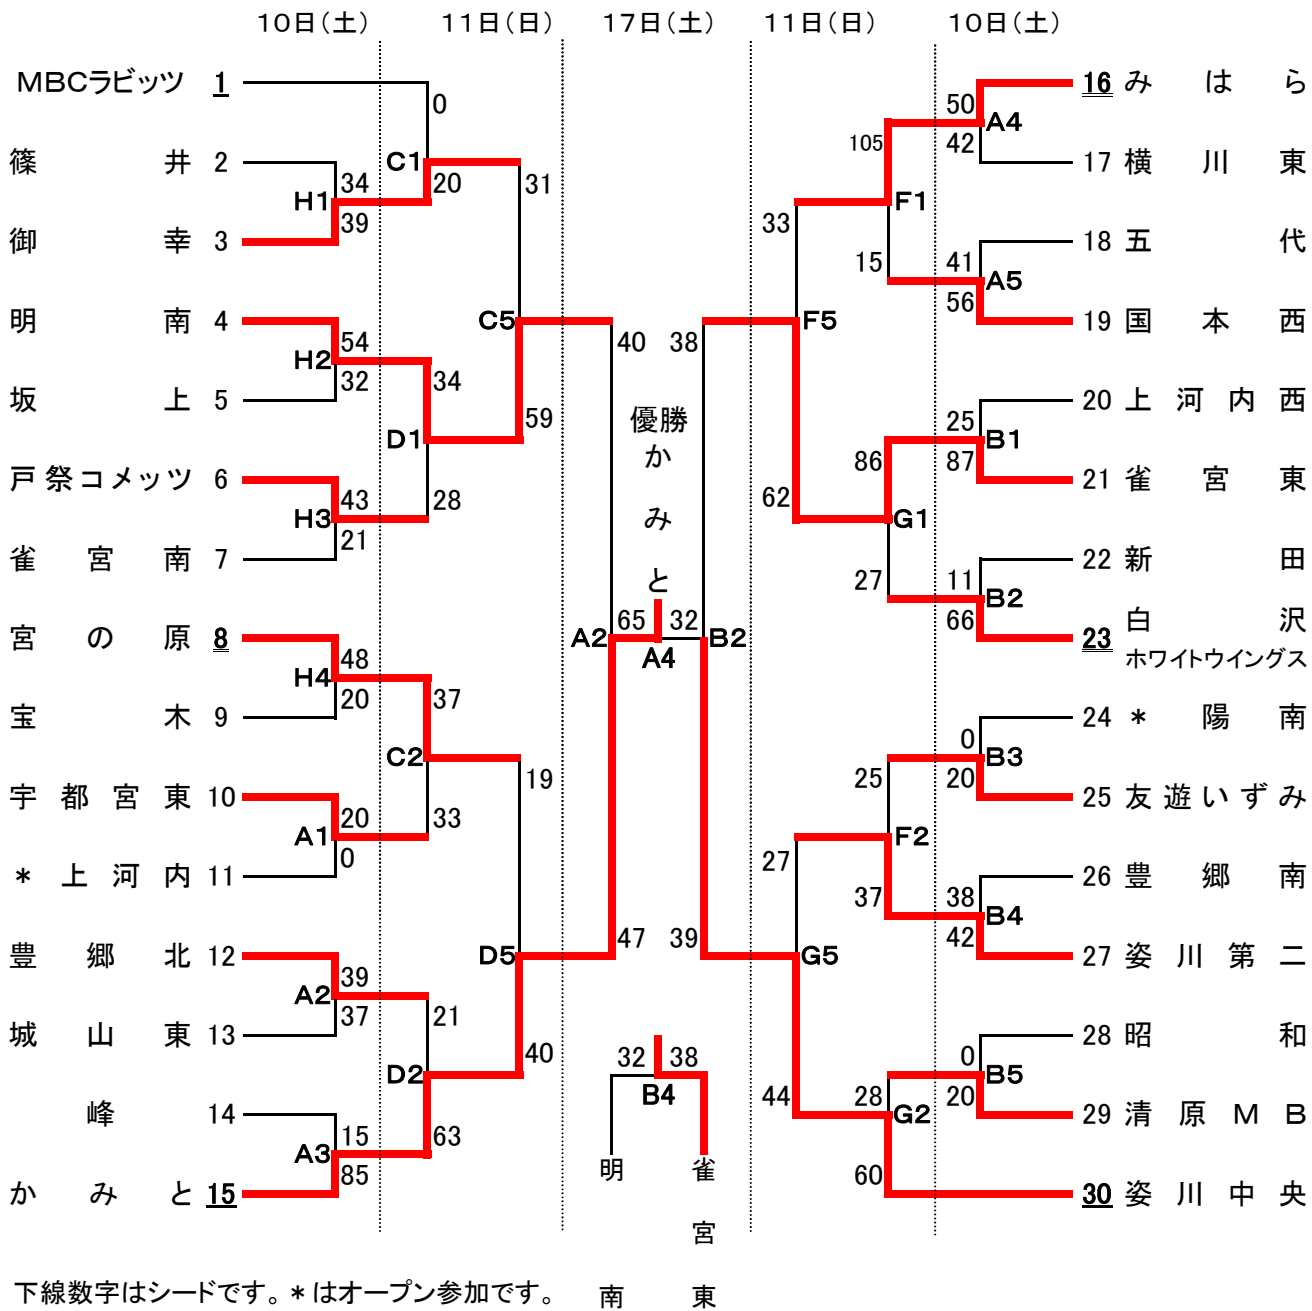 10日（土） 11日（日） 17日（土） 11日（日） 10日（土）
MBCラビッツ 1
0
C1
20
篠井 2
34
H1
39
御幸 3
31
明南 4
54
H2
32
坂上 5
34
D1
28
C5
59
戸祭コメッツ 6
43
H3
21
雀宮南 7
宮の原 8
48
H4
20
宝木 9
37
C2
33
19
宇都宮東 10
20
A1
0
*上河内 11
D5
40
豊郷北 12
39
A2
37
城山東 13
21
D2
63
峰 14
15
A3
85
かみと 15
40 38
優勝
かみと
65 32
A2 A4 B2
47 39
32 38
B4
明南 雀宮東
16 みはら
50
A4
42
17 横川東
105
F1
15
18 五代
41
A5
56
19 国本西
33
F5
62
20 上河内西
25
B1
87
21 雀宮東
86
G1
27
22 新田
11
B2
66
23 白沢
ホワイトウイングス
24 *陽南
0
B3
20
25 友遊いずみ
25
F2
37
27
G5
44
26 豊郷南
38
B4
42
27 姿川第二
28 昭和
0
B5
20
29 清原MB
28
G2
60
30 姿川中央
下線数字はシードです。*はオープン参加です。